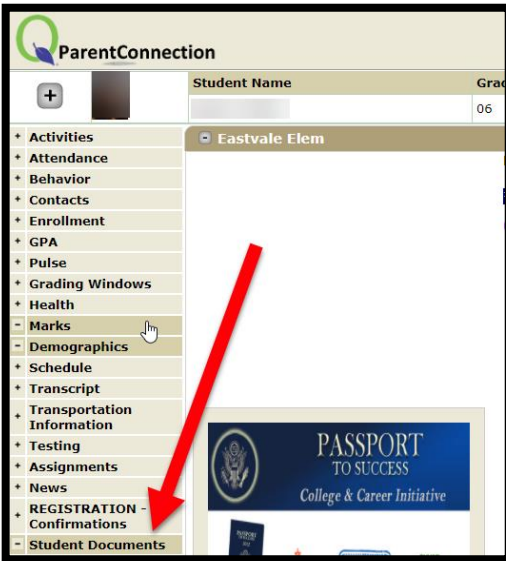 ParentConnection
Student Name
Grad
06
Eastvale Elem
Activities
Attendance
Behavior
Contacts
Enrollment
GPA
Pulse
Grading Windows
Health
Marks
Demographics
Schedule
Transcript
Transportation
Information
Testing
Assignments
News
REGISTRATION -
Confirmations
Student Documents
PASSPORT
TO SUCCESS
College & Career Initiative